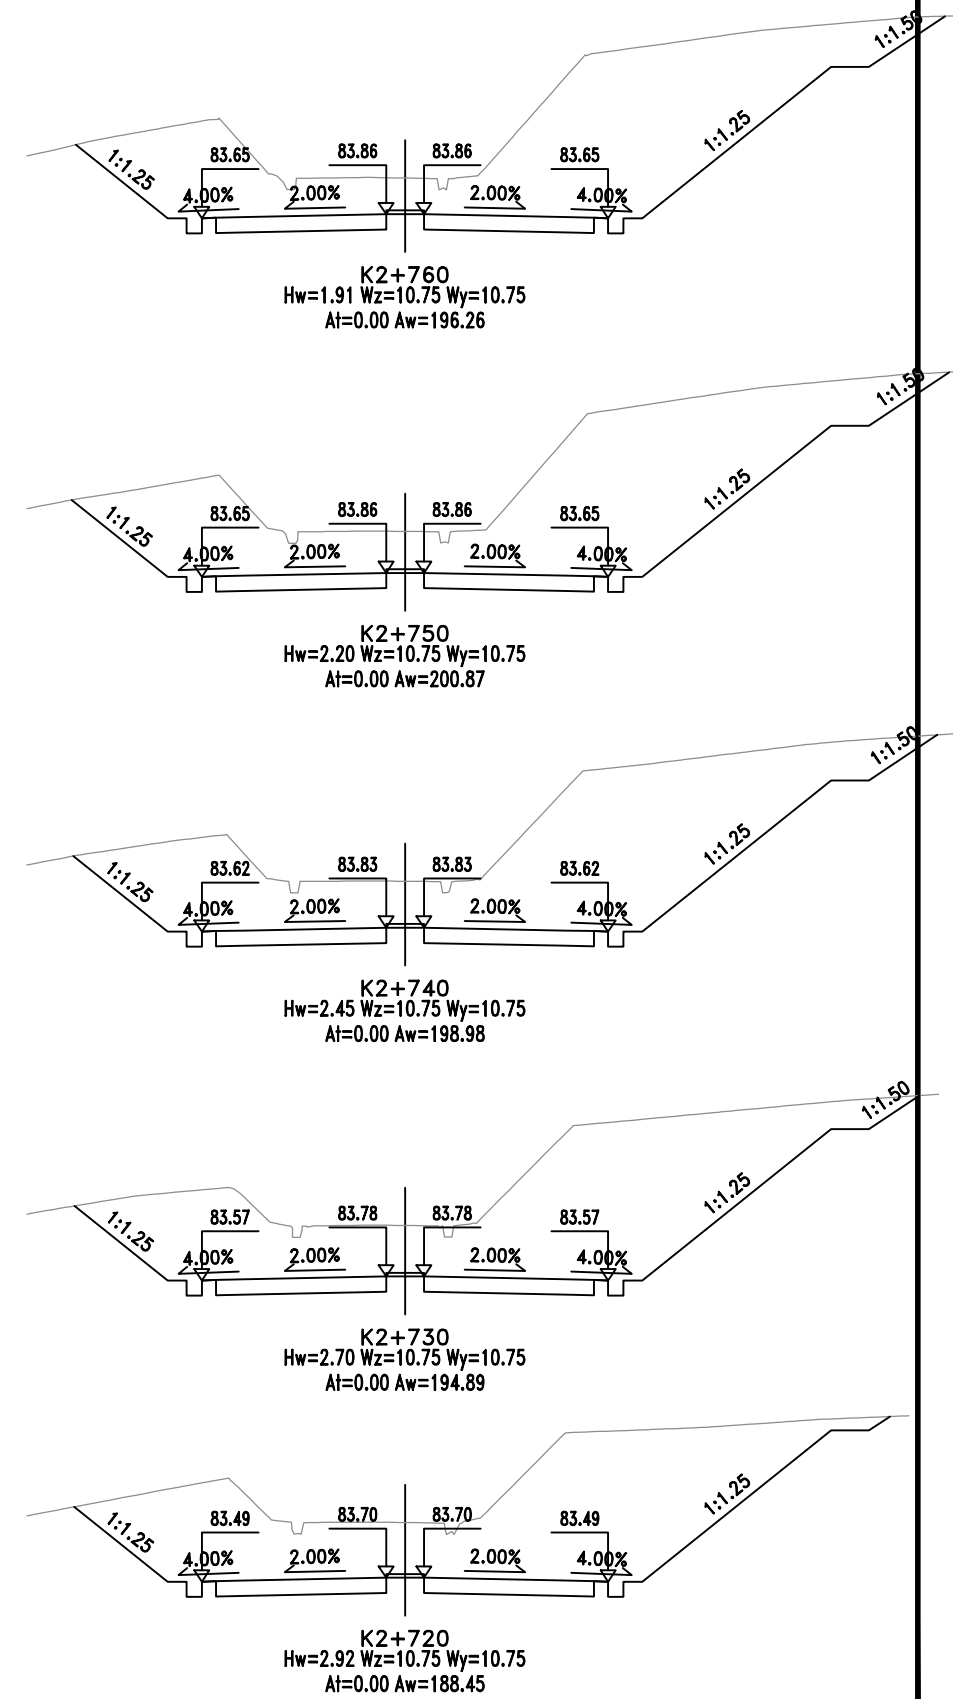 1:1.50
1:1.25
83.65 83.86 83.86 83.65
1:1.25
4.00% 2.00% 2.00% 4.00%
K2+760
Hw=1.91 Wz=10.75 Wy=10.75
At=0.00 Aw=196.26
1:1.50
1:1.25
83.65 83.86 83.86 83.65
1:1.25
4.00% 2.00% 2.00% 4.00%
K2+750
Hw=2.20 Wz=10.75 Wy=10.75
At=0.00 Aw=200.87
1:1.50
1:1.25
83.62 83.83 83.83 83.62
1:1.25
4.00% 2.00% 2.00% 4.00%
K2+740
Hw=2.45 Wz=10.75 Wy=10.75
At=0.00 Aw=198.98
1:1.50
1:1.25
83.57 83.78 83.78 83.57
1:1.25
4.00% 2.00% 2.00% 4.00%
K2+730
Hw=2.70 Wz=10.75 Wy=10.75
At=0.00 Aw=194.89
1:1.25
83.49 83.70 83.70 83.49
1:1.25
4.00% 2.00% 2.00% 4.00%
K2+720
Hw=2.92 Wz=10.75 Wy=10.75
At=0.00 Aw=188.45